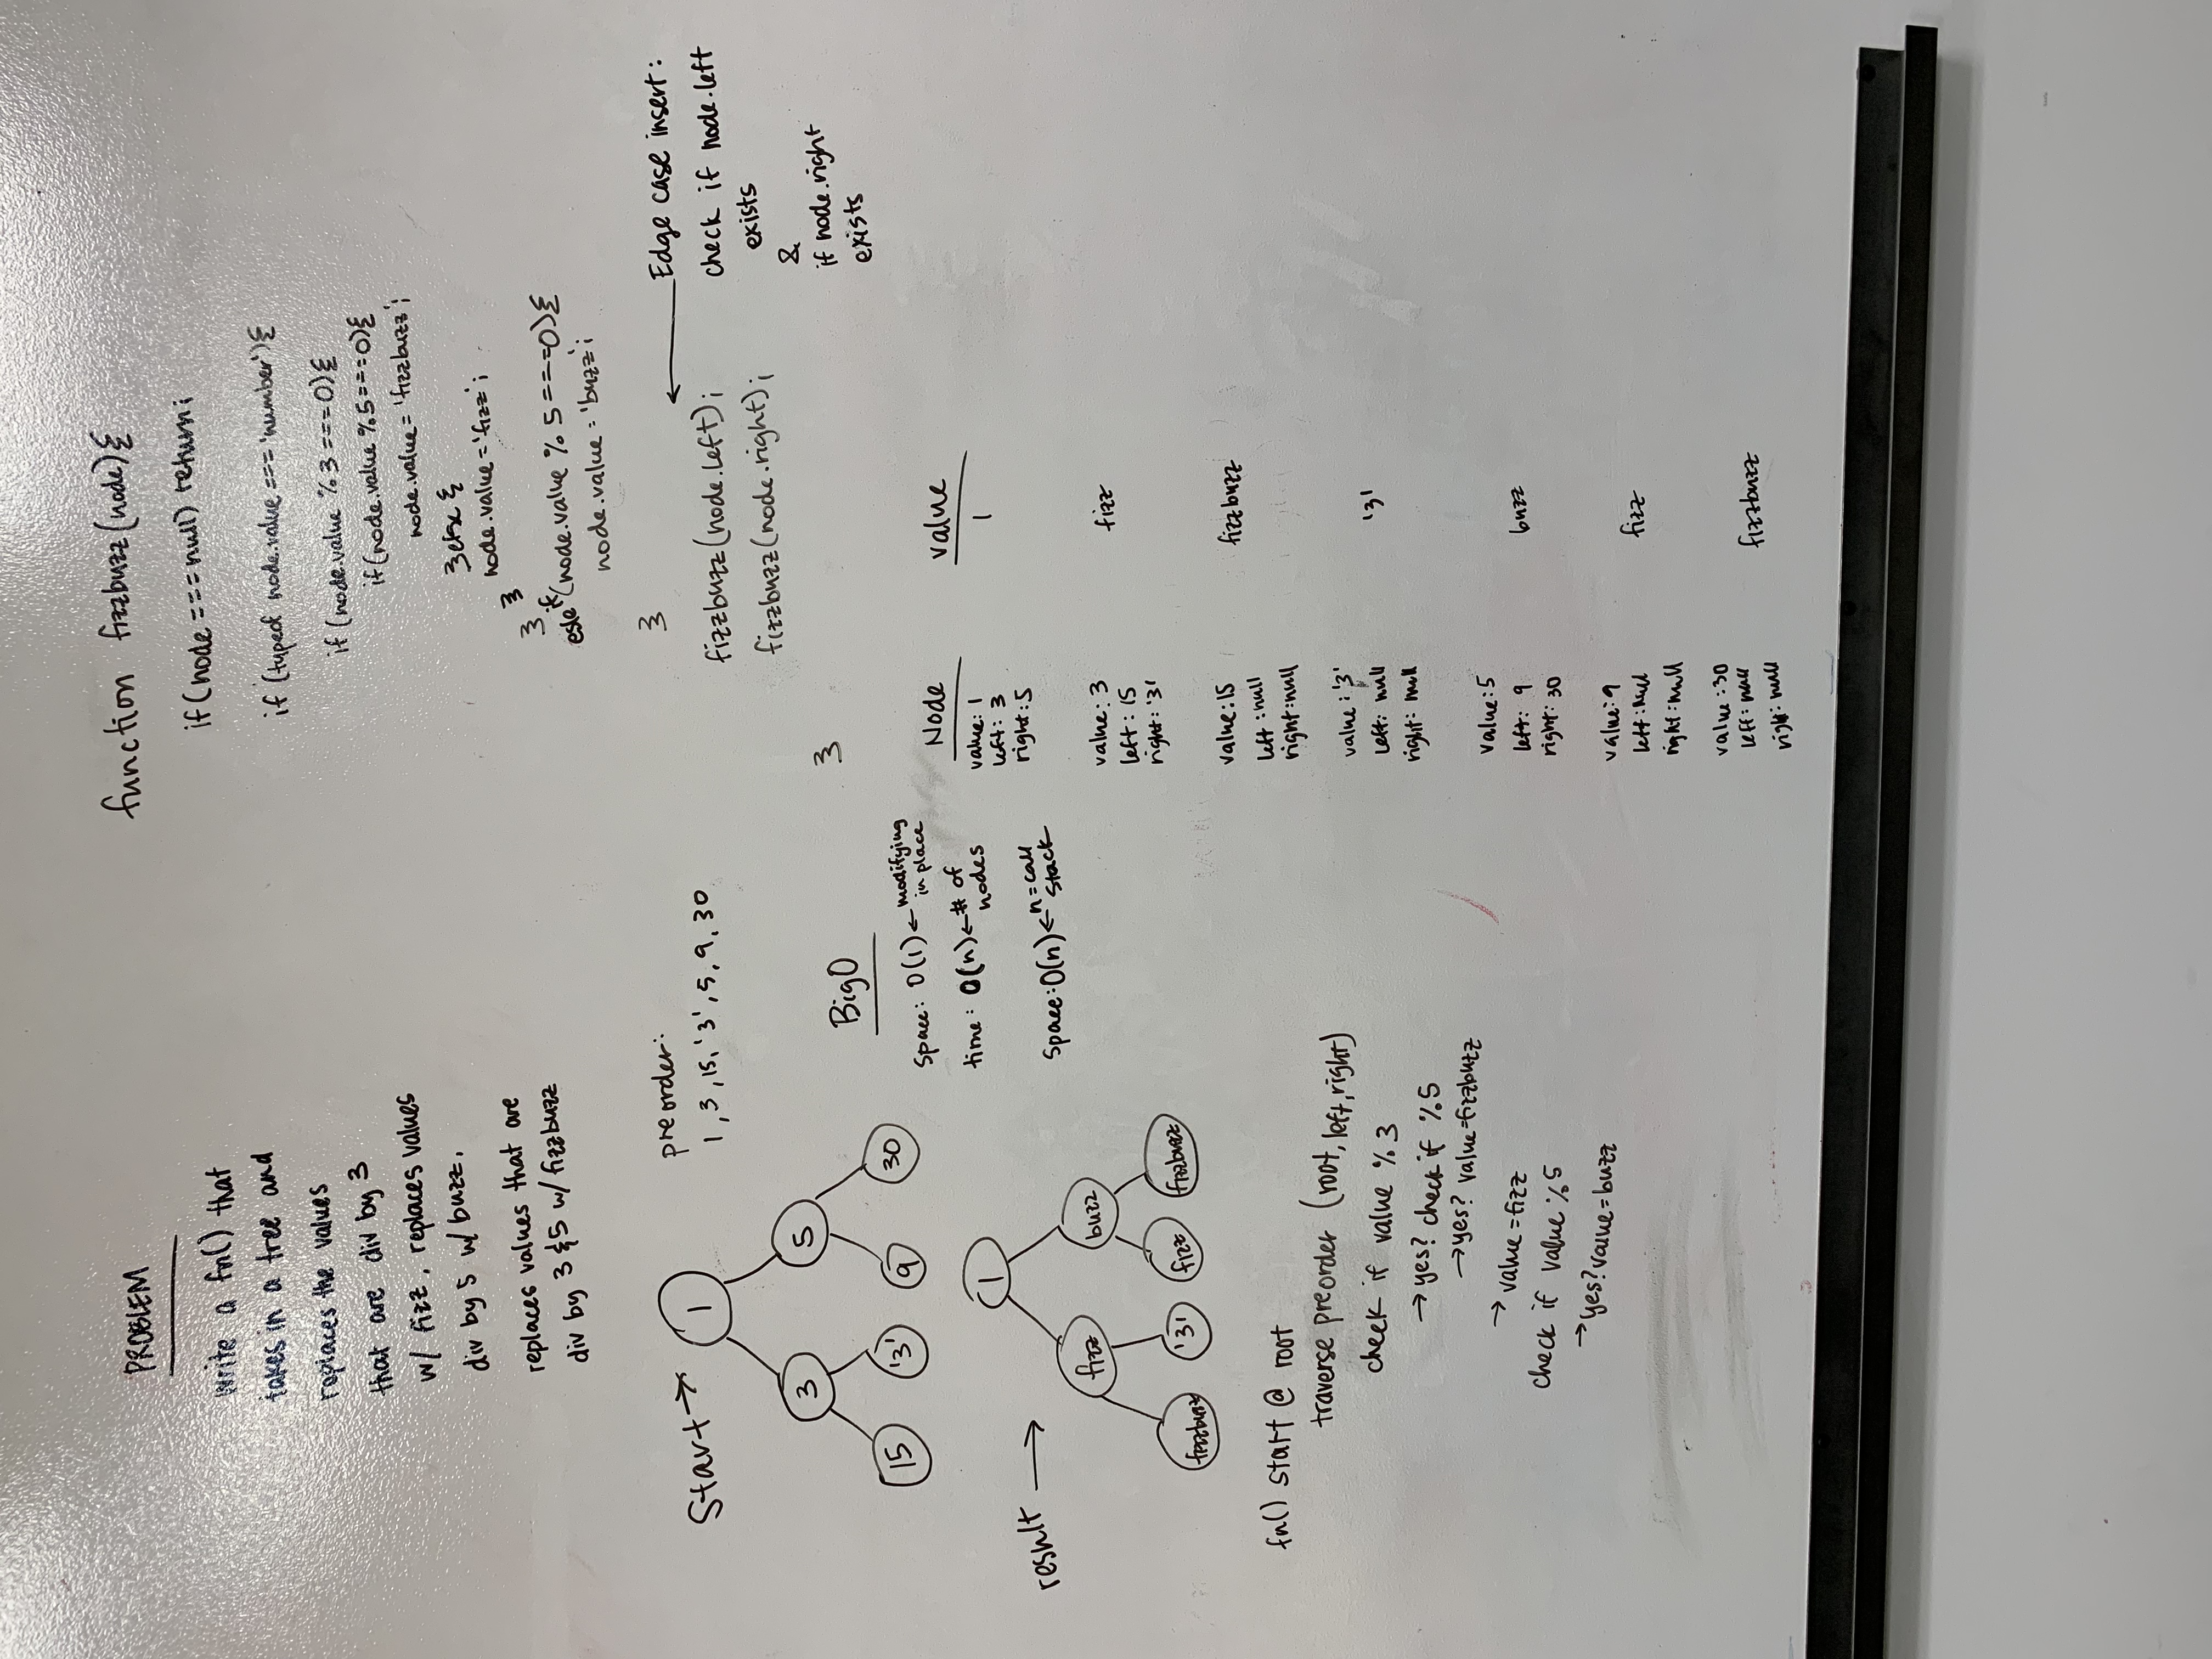 PROBLEM
write a fn() that
takes in a tree and
replaces the values
that are div by 3
w/ fizz, replaces values
div by 5 w/ buzz,
replaces values that are
div by 3 & 5 w/ fizzbuzz
Start →
1
3
5
15
'3'
9
30
preorder:
1, 3, 15, '3', 5, 9, 30
result →
1
fizz
buzz
fizzbuzz
'3'
fizz
fizzbuzz
Big O
Space: O(1) ← modifying
in place
time: O(n) ← # of
nodes
Space: O(n) ← n = call
stack
fn() start @ root
traverse preorder (root, left, right)
check if value % 3
→ yes? check if % 5
→ yes? value = fizzbuzz
→ value = fizz
check if value % 5
→ yes? value = buzz
function fizzbuzz(node){
if (node === null) return;
if (typeof node.value === 'number'){
if (node.value % 3 === 0){
if (node.value % 5 === 0){
node.value = 'fizzbuzz';
} else {
node.value = 'fizz';
}
}
esle if (node.value % 5 === 0){
node.value = 'buzz';
}
fizzbuzz(node.left);
fizzbuzz(node.right);
}
← Edge case insert:
check if node.left
exists
&
if node.right
exists
Node value
value: 1 1
left: 3
right: 5
value: 3 fizz
left: 15
right: '3'
value: 15 fizzbuzz
left: null
right: null
value: '3' '3'
left: null
right: null
value: 5 buzz
left: 9
right: 30
value: 9 fizz
left: null
right: null
value: 30 fizzbuzz
left: null
right: null